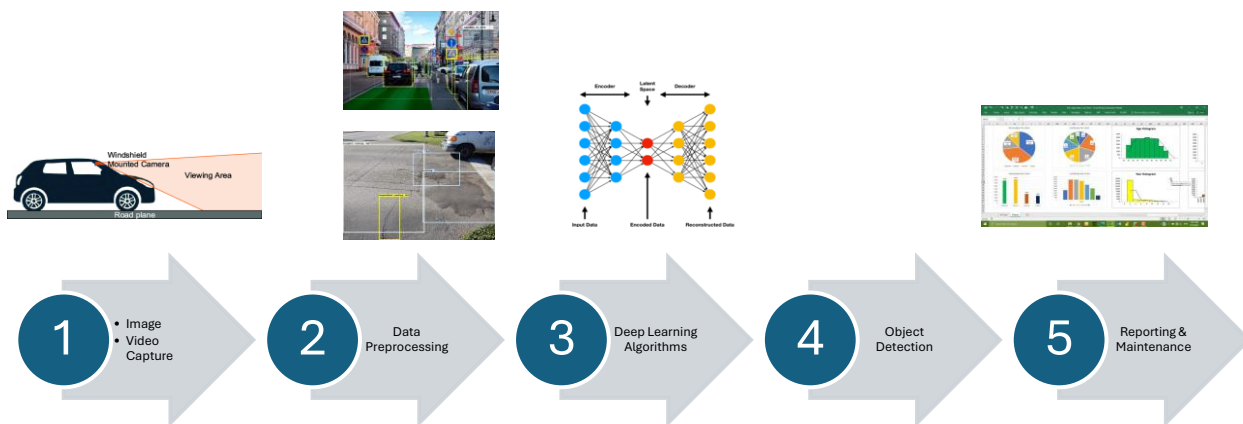 Windshield
Mounted Camera
Viewing Area
Road plane
Encoder
Latent
Space
Decoder
Input Data
Encoded Data
Reconstructed Data
1
• Image
• Video
Capture
2
Data
Preprocessing
3
Deep Learning
Algorithms
4
Object
Detection
5
Reporting &
Maintenance